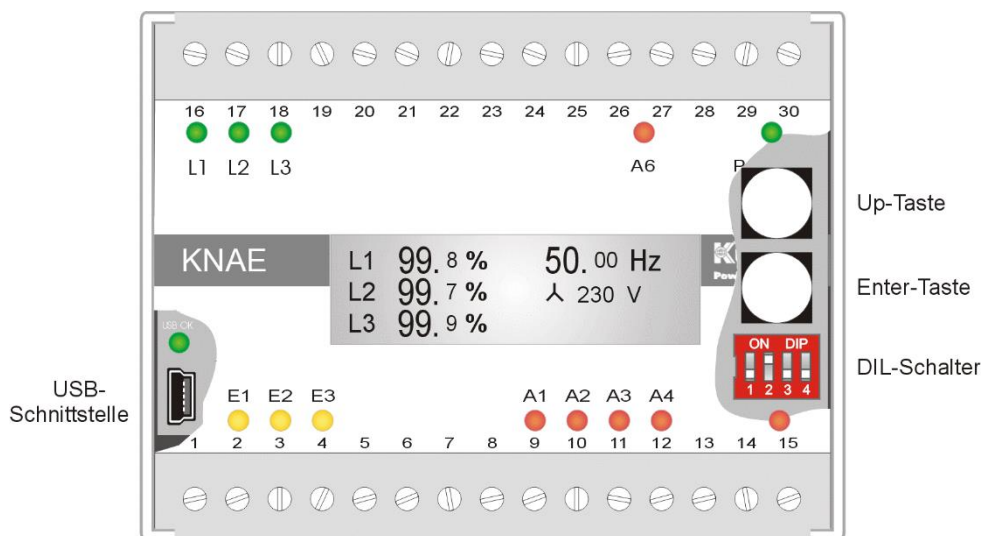 16 17 18 19 20 21 22 23 24 25 26 27 28 29 30
L1 L2 L3 A6
Up-Taste
KNAE
L1 99.8 % 50.00 Hz
L2 99.7 % 230 V
L3 99.9 %
Enter-Taste
USB OK
ON DIP
1 2 3 4
DIL-Schalter
USB-
Schnittstelle
E1 E2 E3 A1 A2 A3 A4
1 2 3 4 5 6 7 8 9 10 11 12 13 14 15